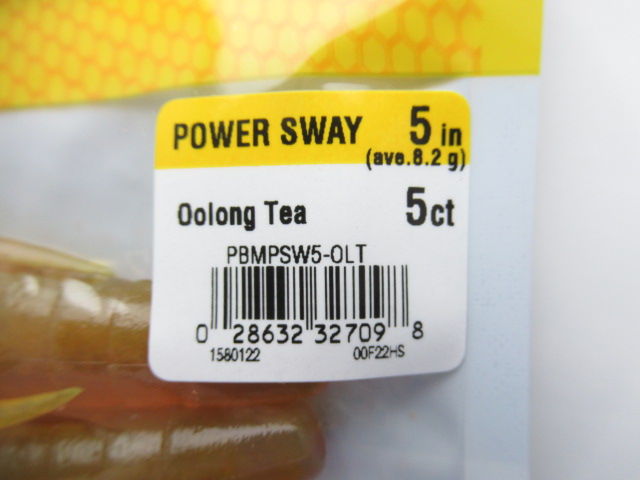 POWER SWAY 5 in
(ave.8.2 g)
Oolong Tea 5ct
PBMPSW5-OLT
0 28632 32709 8
1580122 00F22HS